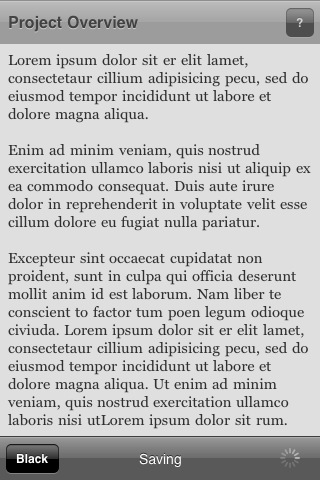 Project Overview
?
Lorem ipsum dolor sit er elit lamet,
consectetaur cillium adipisicing pecu, sed do
eiusmod tempor incididunt ut labore et
dolore magna aliqua.
Enim ad minim veniam, quis nostrud
exercitation ullamco laboris nisi ut aliquip ex
ea commodo consequat. Duis aute irure
dolor in reprehenderit in voluptate velit esse
cillum dolore eu fugiat nulla pariatur.
Excepteur sint occaecat cupidatat non
proident, sunt in culpa qui officia deserunt
mollit anim id est laborum. Nam liber te
conscient to factor tum poen legum odioque
civiuda. Lorem ipsum dolor sit er elit lamet,
consectetaur cillium adipisicing pecu, sed do
eiusmod tempor incididunt ut labore et
dolore magna aliqua. Ut enim ad minim
veniam, quis nostrud exercitation ullamco
laboris nisi utLorem ipsum dolor sit rum.
Black
Saving